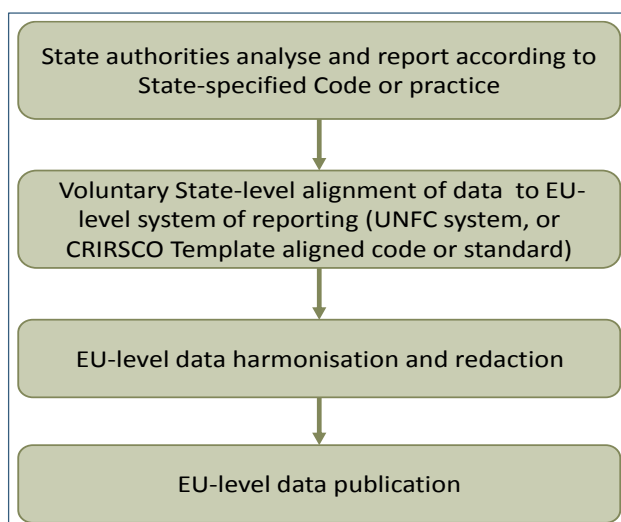 State authorities analyse and report according to
State-specified Code or practice
Voluntary State-level alignment of data to EU-
level system of reporting (UNFC system, or
CRIRSCO Template aligned code or standard)
EU-level data harmonisation and redaction
EU-level data publication